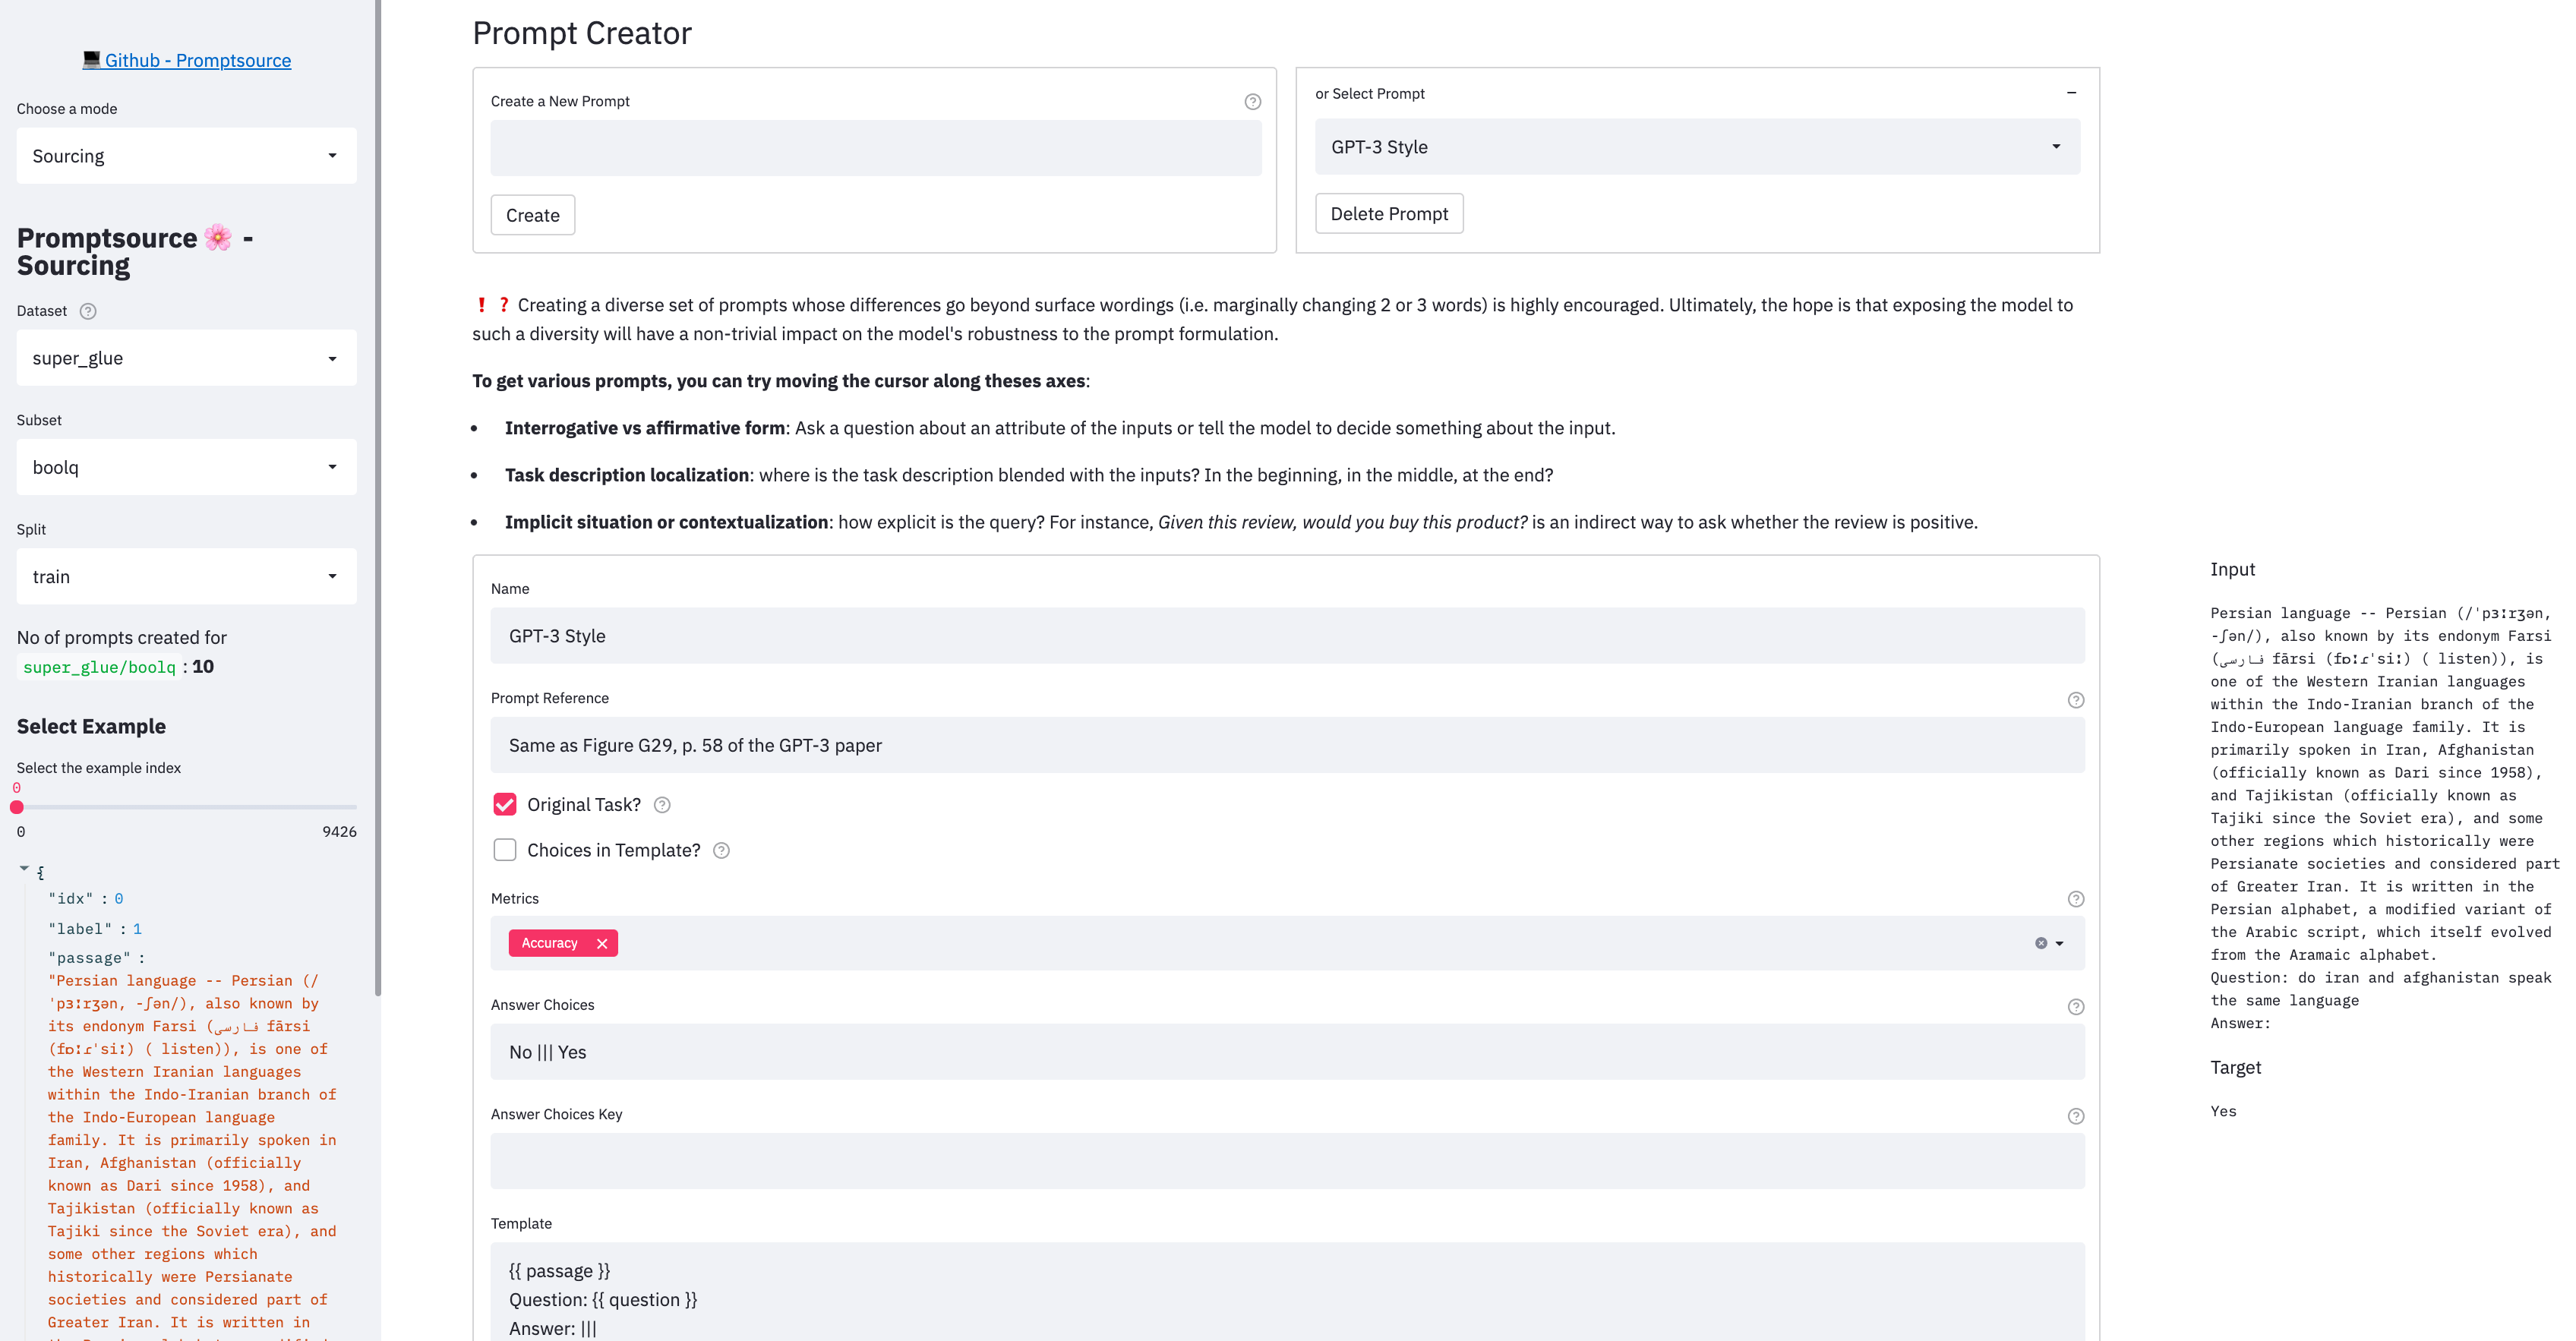 💻 Github - Promptsource
Choose a mode
Sourcing
Promptsource 🌸 -
Sourcing
Dataset
super_glue
Subset
boolq
Split
train
No of prompts created for
super_glue/boolq : 10
Select Example
Select the example index
0
0 9426
{
"idx" : 0
"label" : 1
"passage" :
"Persian language -- Persian (/
ˈpɜːrʒən, -ʃən/), also known by
its endonym Farsi (فارسی fārsi
(fɒːɾˈsiː) ( listen)), is one of
the Western Iranian languages
within the Indo-Iranian branch of
the Indo-European language
family. It is primarily spoken in
Iran, Afghanistan (officially
known as Dari since 1958), and
Tajikistan (officially known as
Tajiki since the Soviet era), and
some other regions which
historically were Persianate
societies and considered part of
Greater Iran. It is written in
Prompt Creator
Create a New Prompt
Create
or Select Prompt
GPT-3 Style
Delete Prompt
❗❓ Creating a diverse set of prompts whose differences go beyond surface wordings (i.e. marginally changing 2 or 3 words) is highly encouraged. Ultimately, the hope is that exposing the model to
such a diversity will have a non-trivial impact on the model's robustness to the prompt formulation.
To get various prompts, you can try moving the cursor along theses axes:
• Interrogative vs affirmative form: Ask a question about an attribute of the inputs or tell the model to decide something about the input.
• Task description localization: where is the task description blended with the inputs? In the beginning, in the middle, at the end?
• Implicit situation or contextualization: how explicit is the query? For instance, Given this review, would you buy this product? is an indirect way to ask whether the review is positive.
Name
GPT-3 Style
Prompt Reference
Same as Figure G29, p. 58 of the GPT-3 paper
Original Task?
Choices in Template?
Metrics
Accuracy
Answer Choices
No ||| Yes
Answer Choices Key
Template
{{ passage }}
Question: {{ question }}
Answer: |||
Input
Persian language -- Persian (/ˈpɜːrʒən,
-ʃən/), also known by its endonym Farsi
(فارسی fārsi (fɒːɾˈsiː) ( listen)), is
one of the Western Iranian languages
within the Indo-Iranian branch of the
Indo-European language family. It is
primarily spoken in Iran, Afghanistan
(officially known as Dari since 1958),
and Tajikistan (officially known as
Tajiki since the Soviet era), and some
other regions which historically were
Persianate societies and considered part
of Greater Iran. It is written in the
Persian alphabet, a modified variant of
the Arabic script, which itself evolved
from the Aramaic alphabet.
Question: do iran and afghanistan speak
the same language
Answer:
Target
Yes